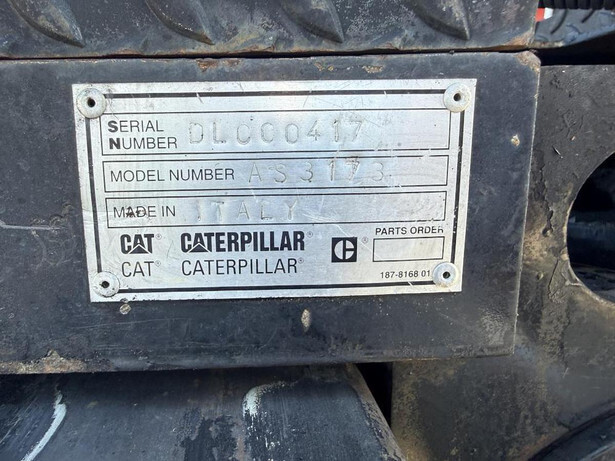 SERIAL NUMBER DLC00417
MODEL NUMBER AS3173
MADE IN ITALY
CAT ® CATERPILLAR ® C ® PARTS ORDER
CAT® CATERPILLAR®
187-8168 01